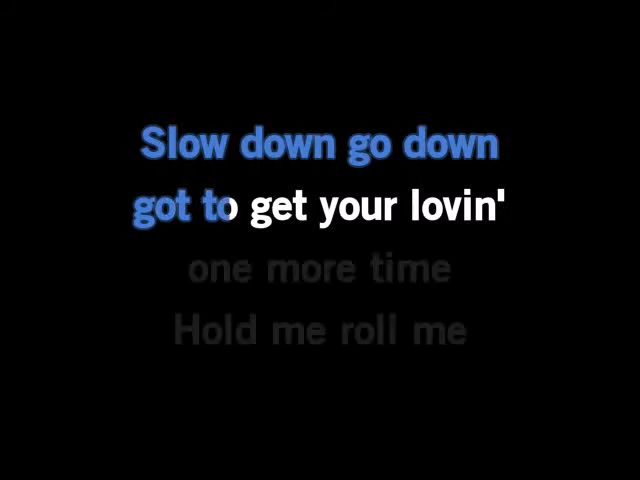 Slow down go down
got to get your lovin'
one more time
Hold me roll me